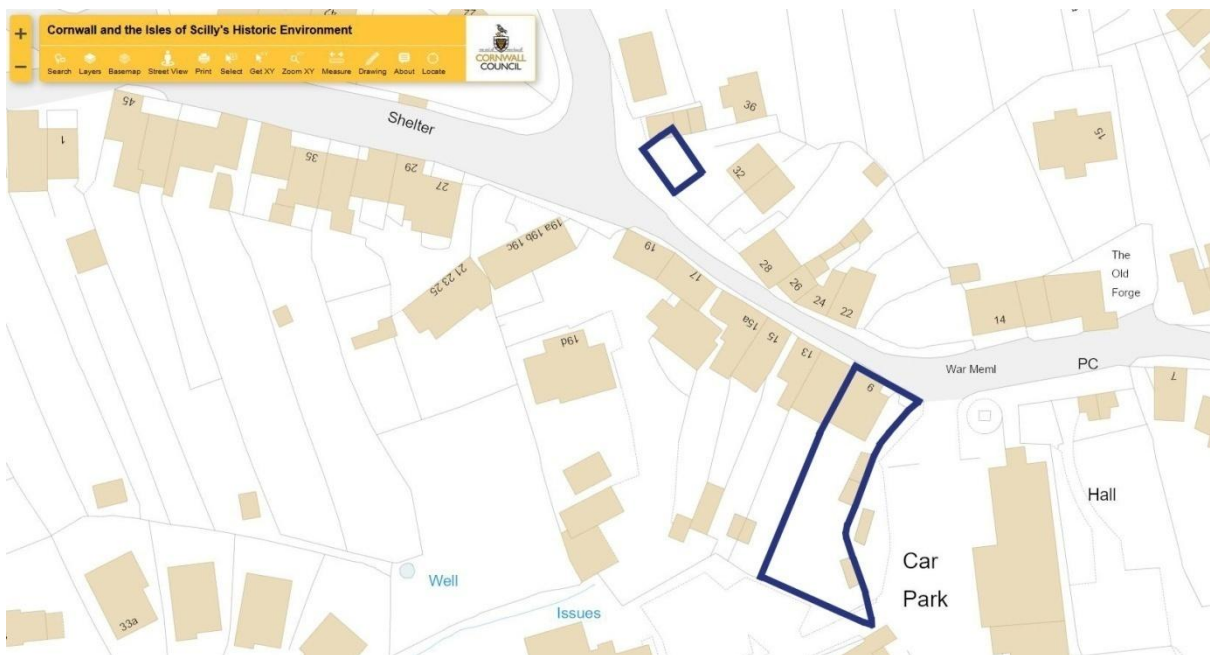 +
−
Cornwall and the Isles of Scilly's Historic Environment
Search Layers Basemap Street View Print Select Get XY Zoom XY Measure Drawing About Locate
CORNWALL
COUNCIL
22
45
1
Shelter
35
29
27
36
32
15
19a 19b 19c
21 23 25
19
17
28
26
24
22
The
Old
Forge
14
15a
15
13
9
19d
War Meml
PC
7
Hall
Car
Park
Well
Issues
33a